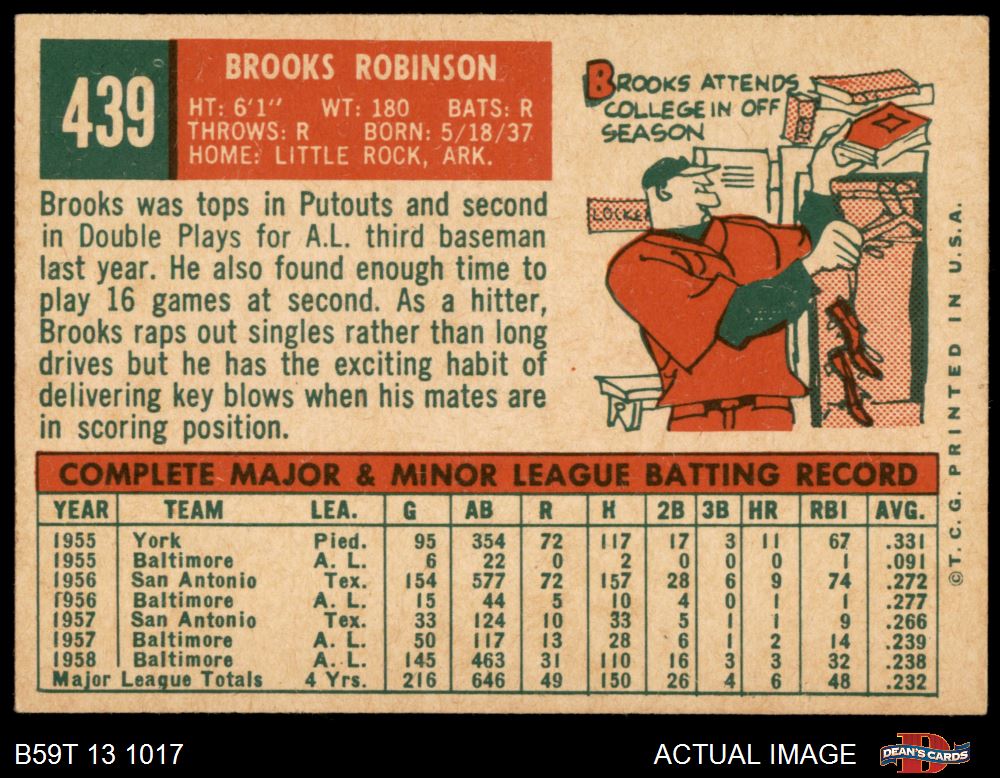 439
BROOKS ROBINSON
HT: 6'1" WT: 180 BATS: R
THROWS: R BORN: 5/18/37
HOME: LITTLE ROCK, ARK.
BROOKS ATTENDS
COLLEGE IN OFF
SEASON
LOCKE
Brooks was tops in Putouts and second
in Double Plays for A.L. third baseman
last year. He also found enough time to
play 16 games at second. As a hitter,
Brooks raps out singles rather than long
drives but he has the exciting habit of
delivering key blows when his mates are
in scoring position.
COMPLETE MAJOR & MINOR LEAGUE BATTING RECORD
YEAR TEAM LEA. G AB R H 2B 3B HR RBI AVG.
1955 York Pied. 95 354 72 117 17 3 11 67 .331
1955 Baltimore A. L. 6 22 0 2 0 0 0 1 .091
1956 San Antonio Tex. 154 577 72 157 28 6 9 74 .272
1956 Baltimore A. L. 15 44 5 10 4 0 1 1 .277
1957 San Antonio Tex. 33 124 10 33 5 1 1 9 .266
1957 Baltimore A. L. 50 117 13 28 6 1 2 14 .239
1958 Baltimore A. L. 145 463 31 110 16 3 3 32 .238
Major League Totals 4 Yrs. 216 646 49 150 26 4 6 48 .232
© T. C. G. PRINTED IN U.S.A.
B59T 13 1017
ACTUAL IMAGE
DEAN'S CARDS